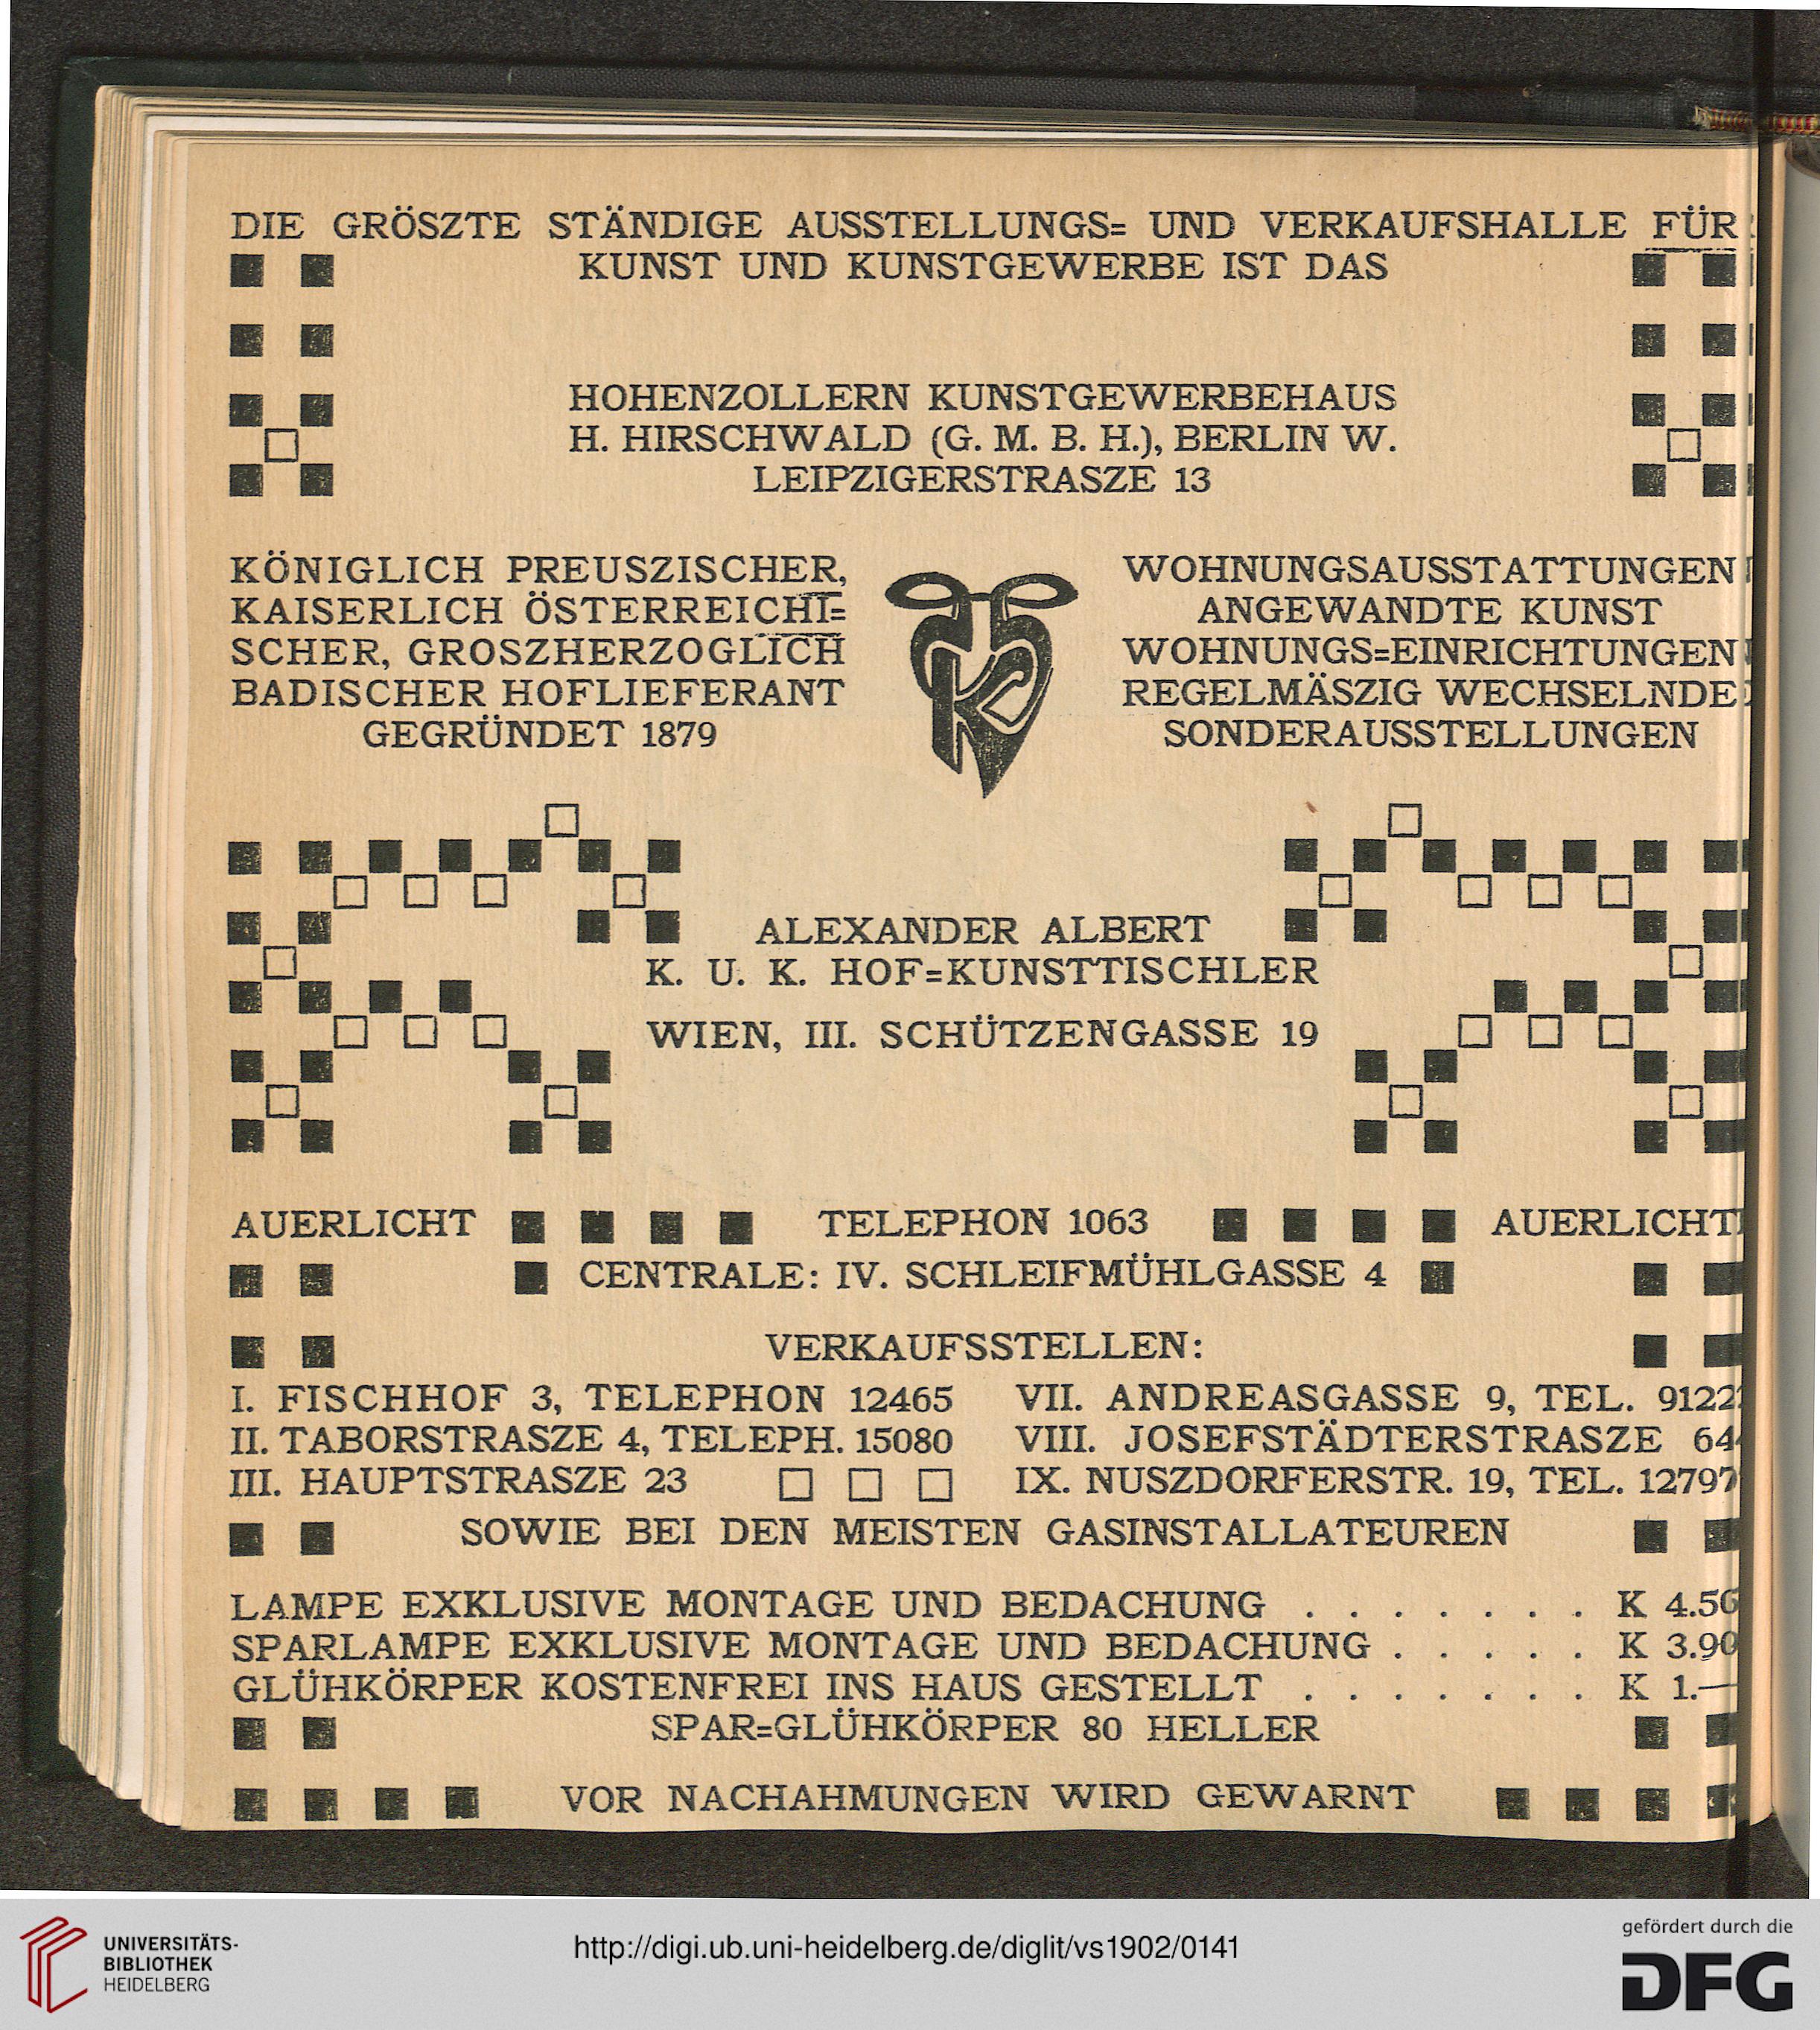 DIE GRÖSZTE STÄNDIGE AUSSTELLUNGS= UND VERKAUFSHALLE FÜR
KUNST UND KUNSTGEWERBE IST DAS
HOHENZOLLERN KUNSTGEWERBEHAUS
H. HIRSCHWALD (G. M. B. H.), BERLIN W.
LEIPZIGERSTRASZE 13
KÖNIGLICH PREUSZISCHER,
KAISERLICH ÖSTERREICHI=
SCHER, GROSZHERZOGLICH
BADISCHER HOFLIEFERANT
GEGRÜNDET 1879
WOHNUNGSAUSSTATTUNGEN
ANGEWANDTE KUNST
WOHNUNGS=EINRICHTUNGEN
REGELMÄSZIG WECHSELNDE
SONDERAUSSTELLUNGEN
ALEXANDER ALBERT
K. U. K. HOF=KUNSTTISCHLER
WIEN, III. SCHÜTZENGASSE 19
AUERLICHT TELEPHON 1063 AUERLICHT
CENTRALE: IV. SCHLEIFMÜHLGASSE 4
VERKAUFSSTELLEN:
I. FISCHHOF 3, TELEPHON 12465
II. TABORSTRASZE 4, TELEPH. 15080
III. HAUPTSTRASZE 23
VII. ANDREASGASSE 9, TEL. 9122
VIII. JOSEFSTÄDTERSTRASZE 64
IX. NUSZDORFERSTR. 19, TEL. 12797
SOWIE BEI DEN MEISTEN GASINSTALLATEUREN
LAMPE EXKLUSIVE MONTAGE UND BEDACHUNG . . . . . . . K
SPARLAMPE EXKLUSIVE MONTAGE UND BEDACHUNG . . . . . K 3.90
GLÜHKÖRPER KOSTENFREI INS HAUS GESTELLT . . . . . . . K 1.—
SPAR=GLÜHKÖRPER 80 HELLER
VOR NACHAHMUNGEN WIRD GEWARNT
UNIVERSITÄTS-
BIBLIOTHEK
HEIDELBERG
http://digi.ub.uni-heidelberg.de/diglit/vs1902/0141
gefördert durch die
DFG